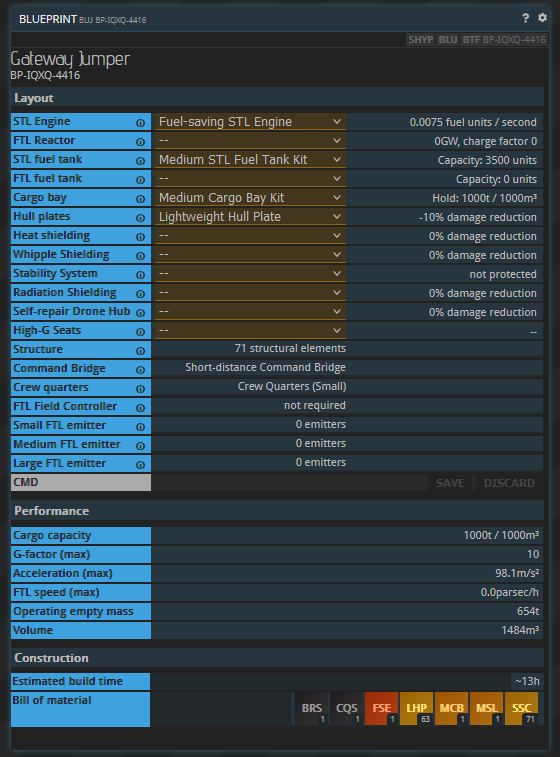 BLUEPRINT BLU BP-IQXQ-4416 ?
SHYP BLU BTF BP-IQXQ-4416
Gateway Jumper
BP-IQXQ-4416
Layout
STL Engine Fuel-saving STL Engine 0.0075 fuel units / second
FTL Reactor -- 0GW, charge factor 0
STL fuel tank Medium STL Fuel Tank Kit Capacity: 3500 units
FTL fuel tank -- Capacity: 0 units
Cargo bay Medium Cargo Bay Kit Hold: 1000t / 1000m³
Hull plates Lightweight Hull Plate -10% damage reduction
Heat shielding -- 0% damage reduction
Whipple Shielding -- 0% damage reduction
Stability System -- not protected
Radiation Shielding -- 0% damage reduction
Self-repair Drone Hub -- 0% damage reduction
High-G Seats -- --
Structure 71 structural elements
Command Bridge Short-distance Command Bridge
Crew quarters Crew Quarters (Small)
FTL Field Controller not required
Small FTL emitter 0 emitters
Medium FTL emitter 0 emitters
Large FTL emitter 0 emitters
CMD SAVE DISCARD
Performance
Cargo capacity 1000t / 1000m³
G-factor (max) 10
Acceleration (max) 98.1m/s²
FTL speed (max) 0.0parsec/h
Operating empty mass 654t
Volume 1484m³
Construction
Estimated build time ~13h
Bill of material BRS 1 CQS 1 FSE 1 LHP 63 MCB 1 MSL 1 SSC 71